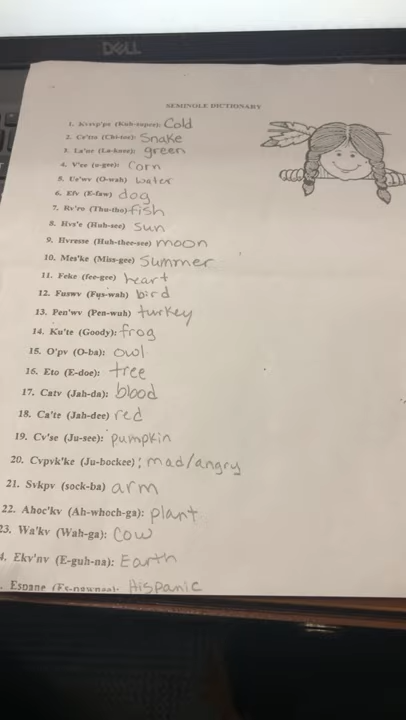 DELL
SEMINOLE DICTIONARY
1. Kvsvp'pe (Kuh-supee): Cold
2. Ce'tto (Chi-toe): Snake
3. La'ne (La-knee): green
4. V'ce (u-gee): Corn
5. Ue'wv (O-wah) water
6. Efv (E-faw) dog
7. Rv'ro (Thu-tho) fish
8. Hvs'e (Huh-see) sun
9. Hvresse (Huh-thee-see) moon
10. Mes'ke (Miss-gee) Summer
11. Feke (fee-gee) heart
12. Fuswv (Fus-wah) bird
13. Pen'wv (Pen-wuh) turkey
14. Ku'te (Goody): frog
15. O'pv (O-ba): owl
16. Eto (E-doe): tree
17. Catv (Jah-da): blood
18. Ca'te (Jah-dee) red
19. Cv'se (Ju-see): pumpkin
20. Cvpvk'ke (Ju-bockee): mad/angry
21. Svkpv (sock-ba) arm
22. Ahoc'kv (Ah-whoch-ga): plant
23. Wa'kv (Wah-ga): Cow
4. Ekv'nv (E-guh-na): Earth
. Espane Hispanic